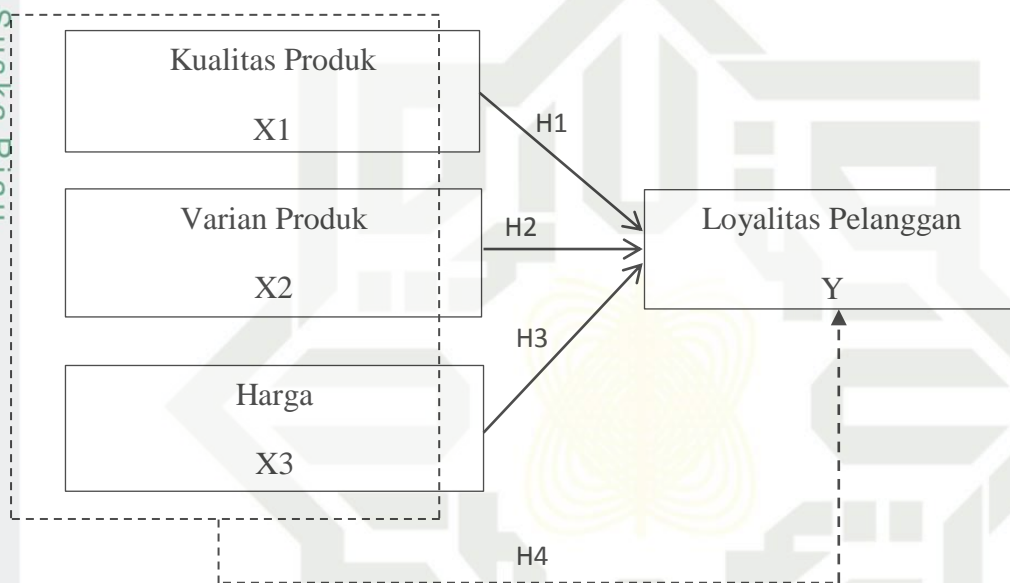 Kualitas Produk
X1
H1
Varian Produk
X2
H2
Loyalitas Pelanggan
Y
H3
Harga
X3
H4